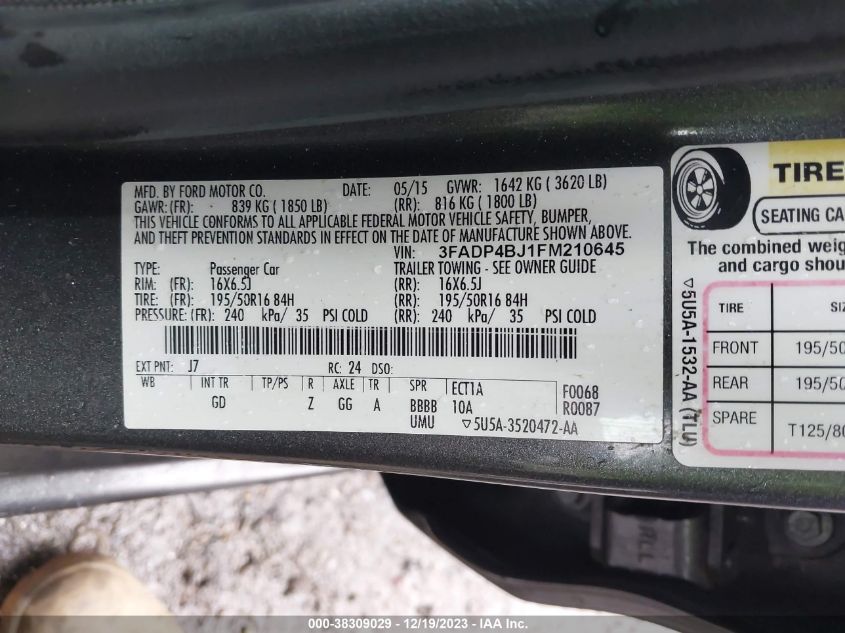 MFD. BY FORD MOTOR CO. DATE: 05/15 GVWR: 1642 KG ( 3620 LB)
GAWR: (FR): 839 KG ( 1850 LB) (RR): 816 KG ( 1800 LB)
THIS VEHICLE CONFORMS TO ALL APPLICABLE FEDERAL MOTOR VEHICLE SAFETY, BUMPER,
AND THEFT PREVENTION STANDARDS IN EFFECT ON THE DATE OF MANUFACTURE SHOWN ABOVE.
VIN: 3FADP4BJ1FM210645
TYPE: Passenger Car TRAILER TOWING - SEE OWNER GUIDE
RIM: (FR): 16X6.5J (RR): 16X6.5J
TIRE: (FR): 195/50R16 84H (RR): 195/50R16 84H
PRESSURE: (FR): 240 kPa/ 35 PSI COLD (RR): 240 kPa/ 35 PSI COLD
EXT PNT: J7 RC: 24 DSO:
WB INT TR TP/PS R AXLE TR SPR ECT1A F0068
GD Z GG A BBBB 10A R0087
UMU ▽5U5A-3520472-AA
TIRE
SEATING CA
The combined weig
and cargo shou
▽5U5A-1532-AA (TLU)
TIRE SIZ
FRONT 195/50
REAR 195/50
SPARE T125/80
000-38309029 - 12/19/2023 - IAA Inc.